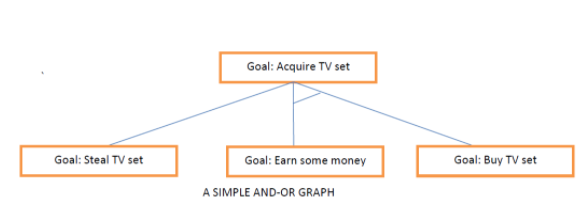 Goal: Acquire TV set
Goal: Steal TV set
Goal: Earn some money
Goal: Buy TV set
A SIMPLE AND-OR GRAPH